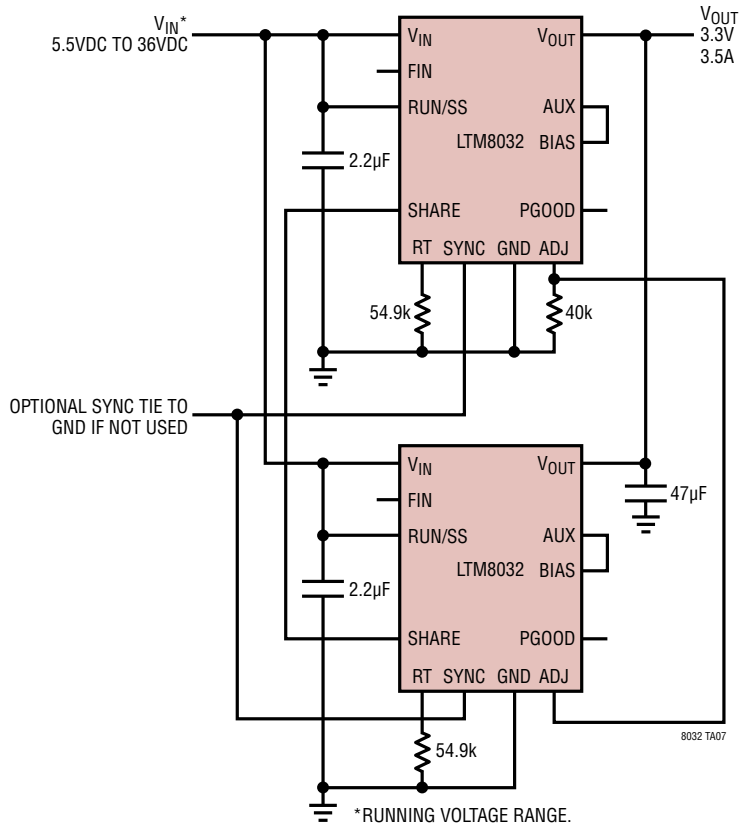 VIN*
5.5VDC TO 36VDC
VIN
VOUT
VOUT
3.3V
3.5A
FIN
RUN/SS
AUX
LTM8032
BIAS
2.2µF
SHARE
PGOOD
RT
SYNC
GND
ADJ
54.9k
40k
OPTIONAL SYNC TIE TO
GND IF NOT USED
VIN
VOUT
FIN
47µF
RUN/SS
AUX
LTM8032
BIAS
2.2µF
SHARE
PGOOD
RT
SYNC
GND
ADJ
8032 TA07
54.9k
*RUNNING VOLTAGE RANGE.